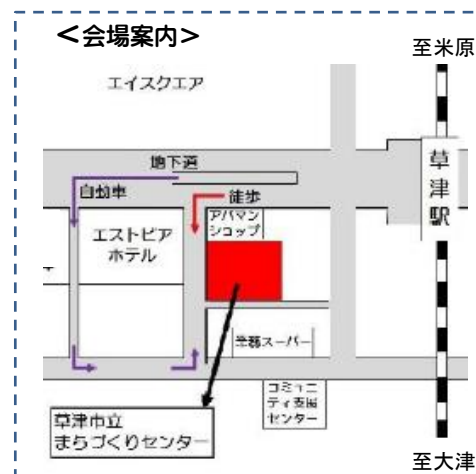 ＜会場案内＞
至米原
エイスクエア
地下道
自動車
徒歩
草津駅
アパマン
ショップ
エストピア
ホテル
業務スーパー
コミュニ
ティ支援
センター
草津市立
まちづくりセンター
至大津